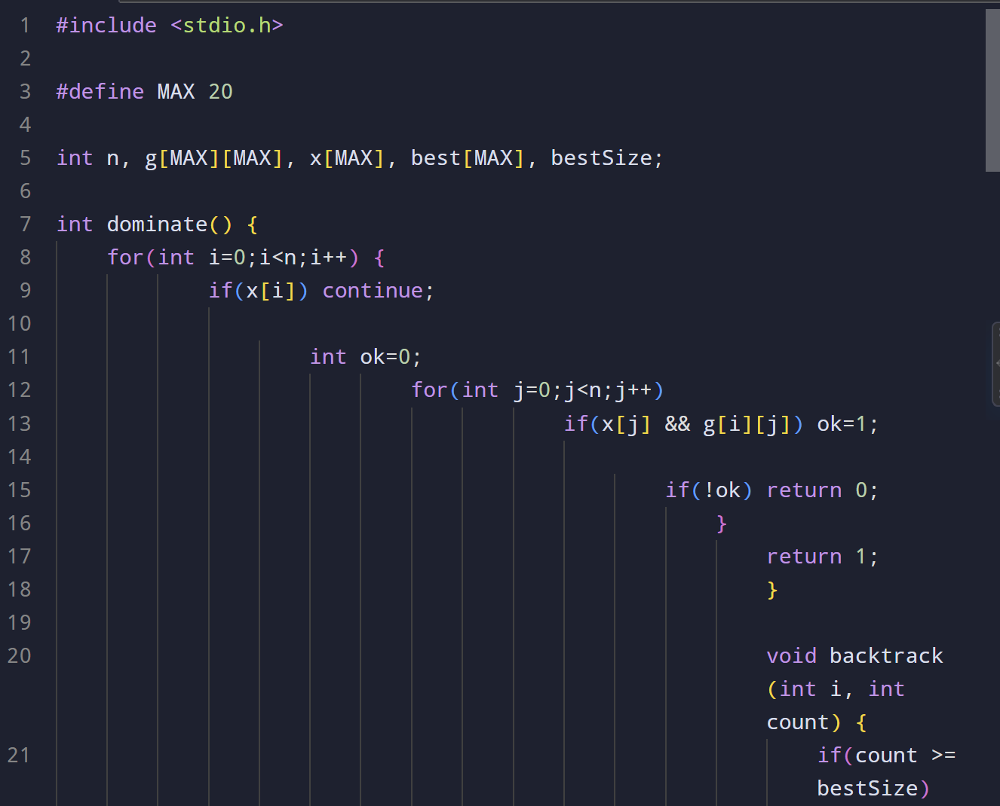 1 #include <stdio.h>
2
3 #define MAX 20
4
5 int n, g[MAX][MAX], x[MAX], best[MAX], bestSize;
6
7 int dominate() {
8 for(int i=0;i<n;i++) {
9 if(x[i]) continue;
10
11 int ok=0;
12 for(int j=0;j<n;j++)
13 if(x[j] && g[i][j]) ok=1;
14
15 if(!ok) return 0;
16 }
17 return 1;
18 }
19
20 void backtrack
(int i, int
count) {
21 if(count >=
bestSize)